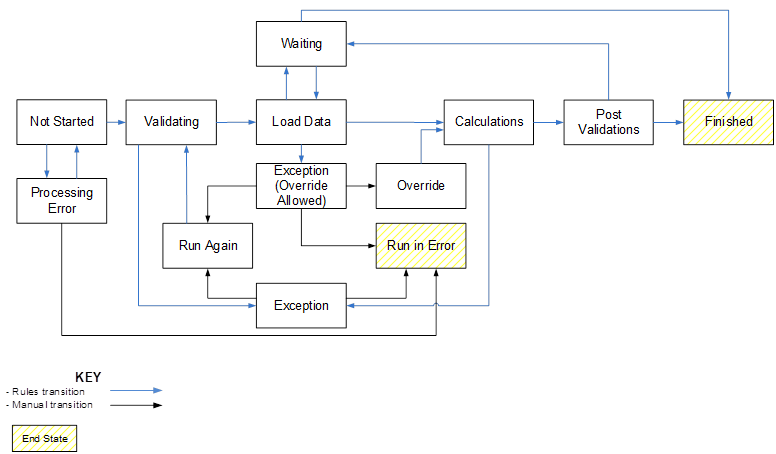 Waiting
Not Started
Validating
Load Data
Calculations
Post
Validations
Finished
Processing
Error
Exception
(Override
Allowed)
Override
Run Again
Run in Error
Exception
KEY
- Rules transition
- Manual transition
End State